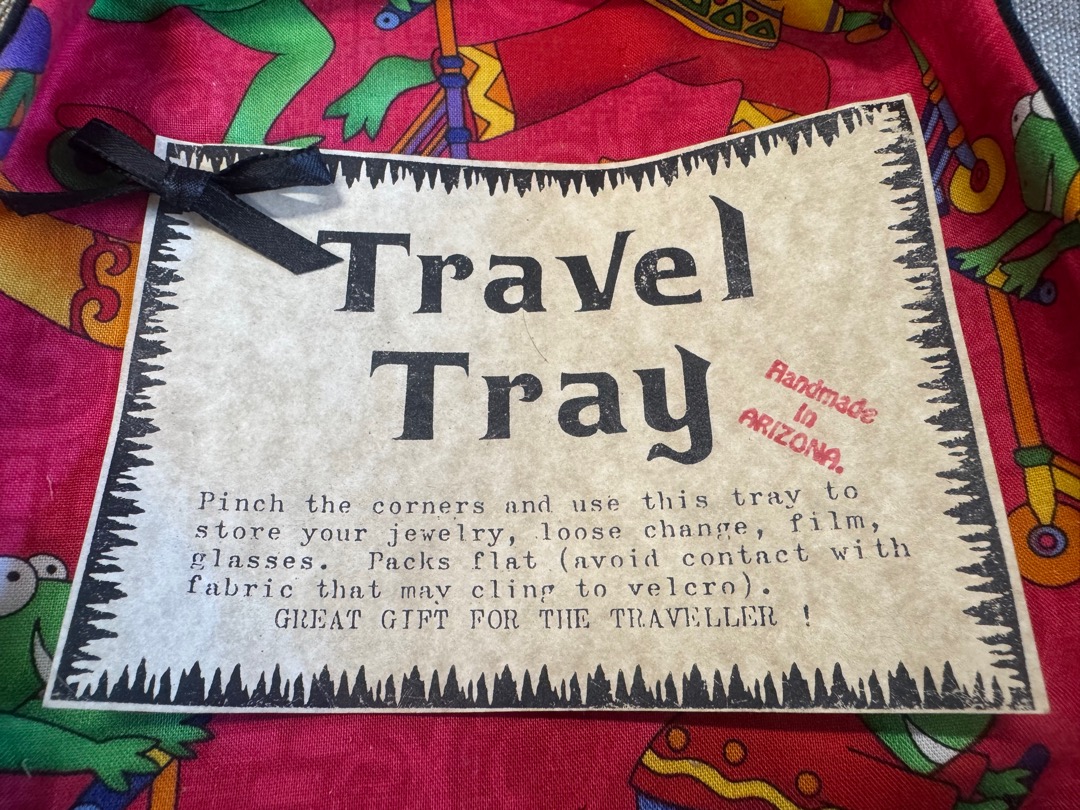 Travel
Tray
Handmade
in
ARIZONA.
Pinch the corners and use this tray to
store your jewelry, loose change, film,
glasses. Packs flat (avoid contact with
fabric that may cling to velcro).
GREAT GIFT FOR THE TRAVELLER !